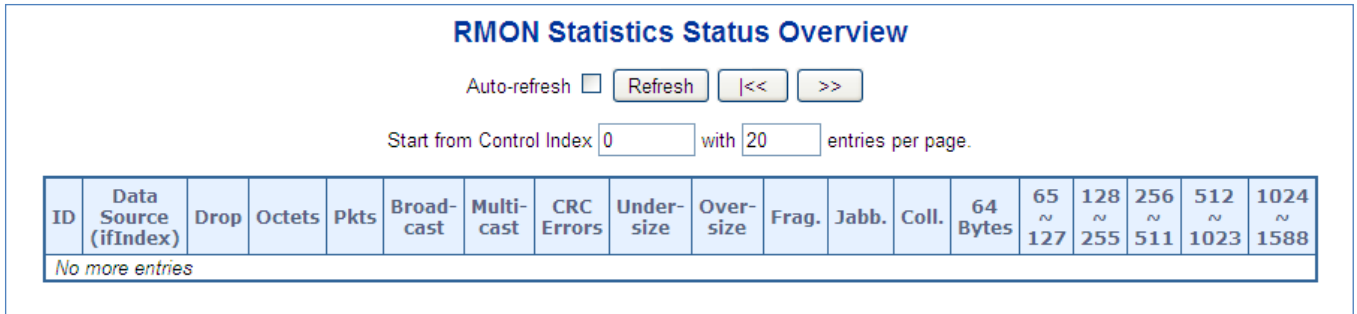 RMON Statistics Status Overview
Auto-refresh Refresh |<< >>
Start from Control Index 0 with 20 entries per page.
ID Data Source (ifIndex) Drop Octets Pkts Broad-cast Multi-cast CRC Errors Under-size Over-size Frag. Jabb. Coll. 64 Bytes 65 ~ 127 128 ~ 255 256 ~ 511 512 ~ 1023 1024 ~ 1588
No more entries